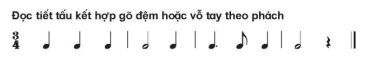 Đọc tiết tấu kết hợp gõ đệm hoặc vỗ tay theo phách
3
4